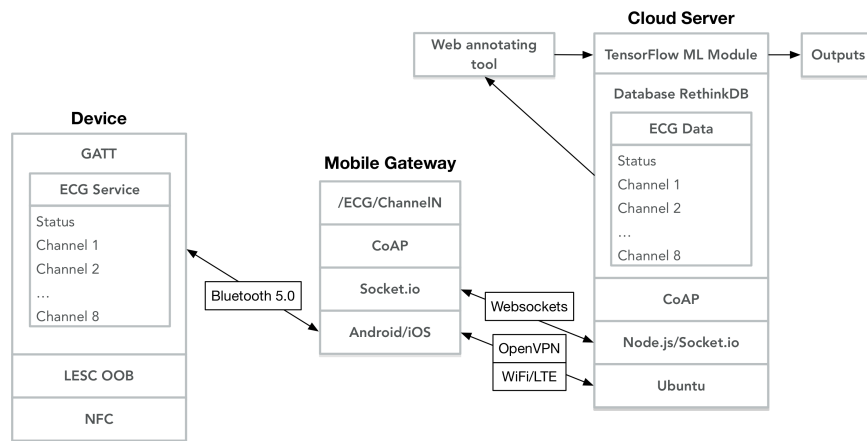 Device
GATT
ECG Service
Status
Channel 1
Channel 2
...
Channel 8
LESC OOB
NFC
Bluetooth 5.0
Mobile Gateway
/ECG/ChannelN
CoAP
Socket.io
Android/iOS
Websockets
OpenVPN
WiFi/LTE
Web annotating
tool
Cloud Server
TensorFlow ML Module
Database RethinkDB
ECG Data
Status
Channel 1
Channel 2
...
Channel 8
CoAP
Node.js/Socket.io
Ubuntu
Outputs